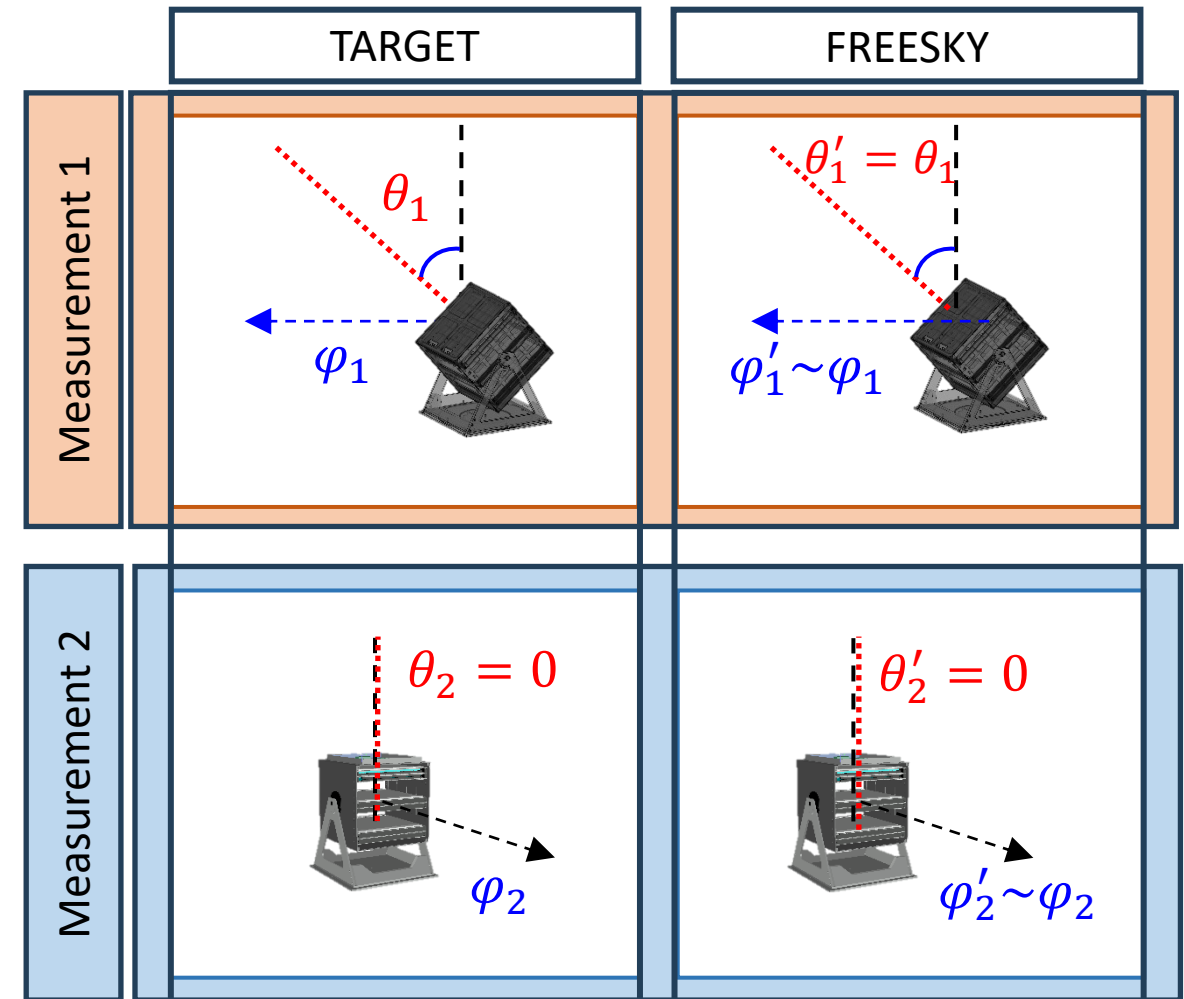 TARGET
FREESKY
Measurement 1
θ₁
φ₁
θ′₁ = θ₁
φ′₁~φ₁
Measurement 2
θ₂ = 0
φ₂
θ′₂ = 0
φ′₂~φ₂